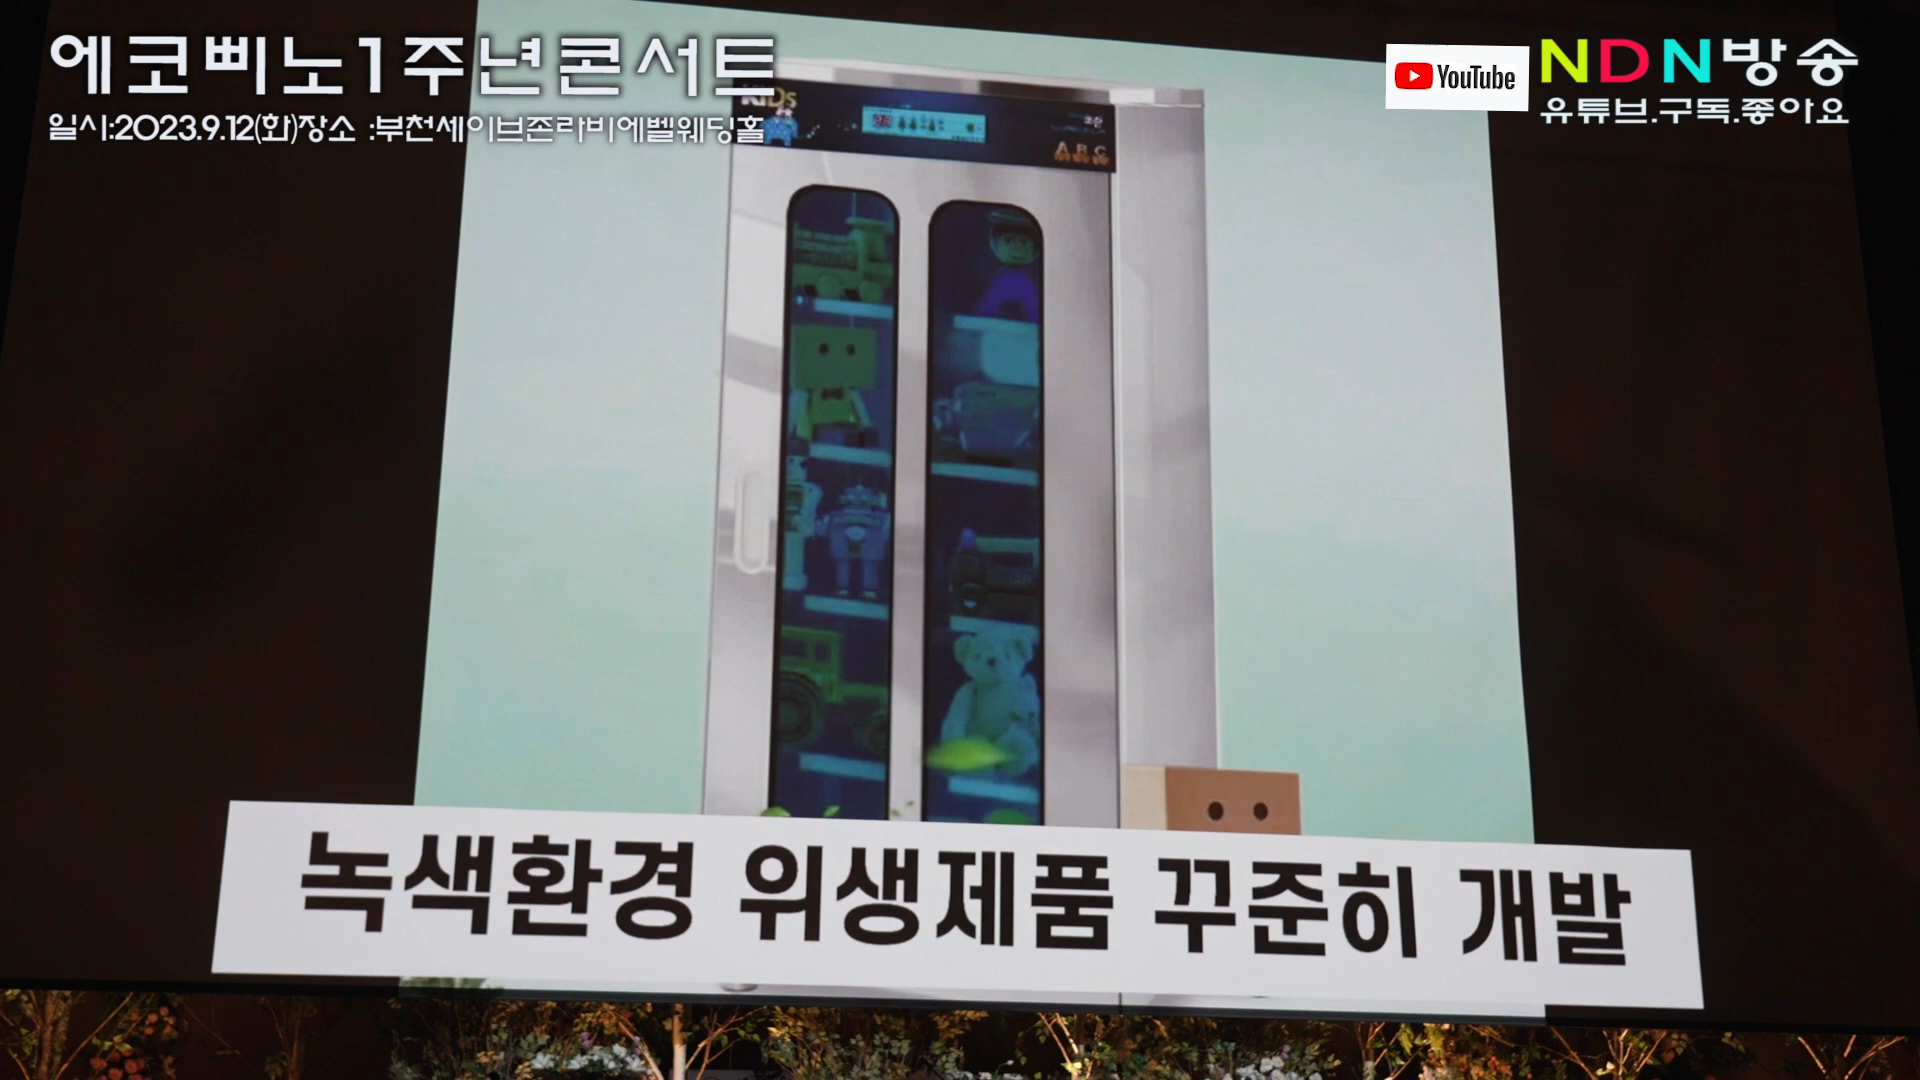 에코삐노1주년콘서트
일시:2023.9.12(화)장소 :부천세이브존라비에벨웨딩홀
YouTube
NDN방송
유튜브.구독.좋아요
KIDs
ABC
녹색환경 위생제품 꾸준히 개발